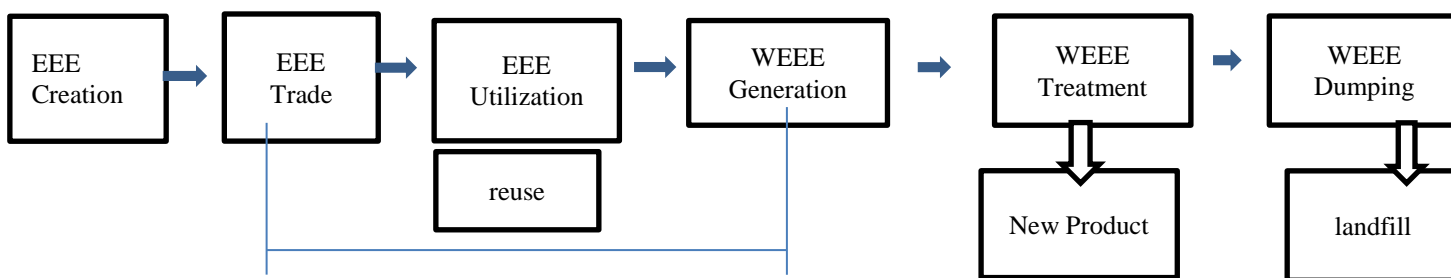 EEE
Creation
EEE
Trade
EEE
Utilization
WEEE
Generation
WEEE
Treatment
WEEE
Dumping
reuse
New Product
landfill